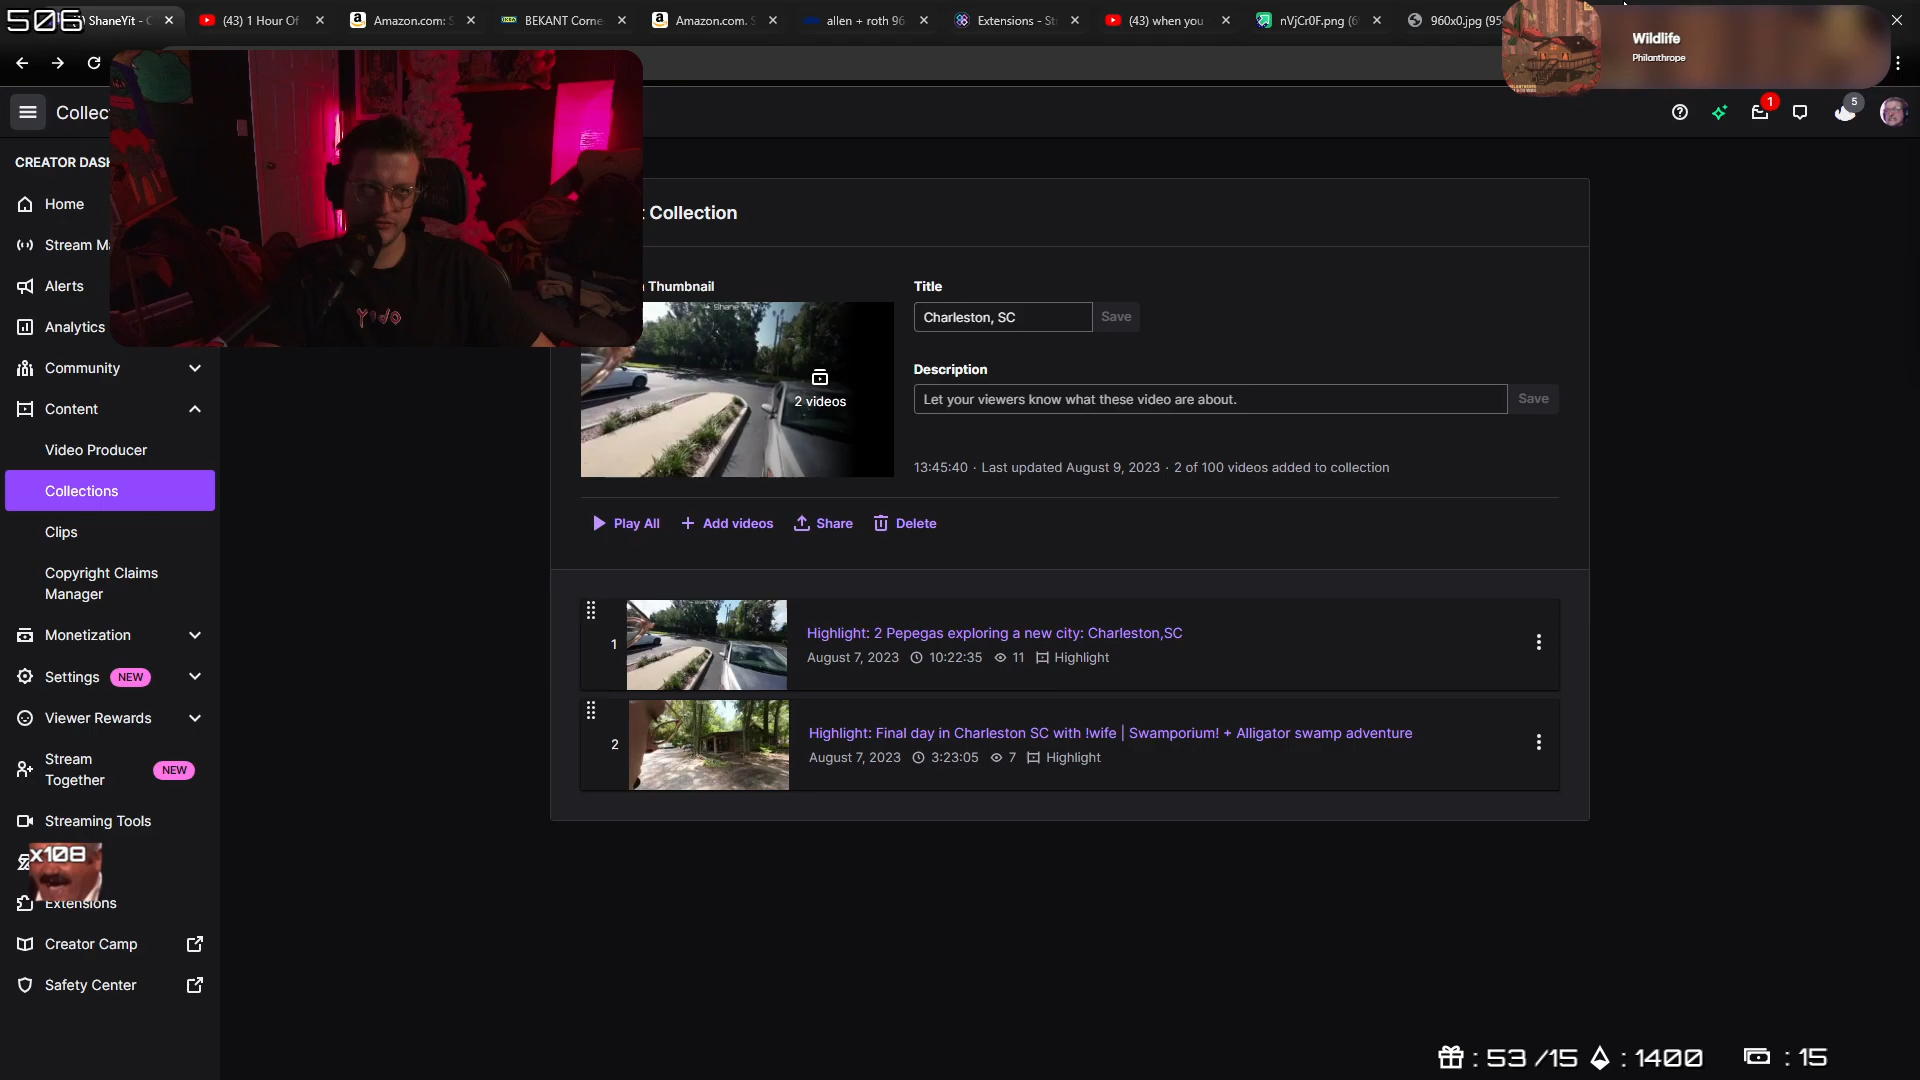 506
ShaneYit - C
(43) 1 Hour Of
Amazon.com: S
BEKANT Corne
Amazon.com. S
allen + roth 96
Extensions - St
(43) when you
nVjCr0F.png (6
960x0.jpg (95
Wildlife
Philanthrope
Collec
1
5
CREATOR DASH
Home
Stream Ma
Alerts
Analytics
Community
Content
Video Producer
Collections
Clips
Copyright Claims
Manager
Monetization
Settings NEW
Viewer Rewards
Stream
Together
NEW
Streaming Tools
x108
Extensions
Creator Camp
Safety Center
Collection
Thumbnail
2 videos
Title
Charleston, SC
Save
Description
Let your viewers know what these video are about.
Save
13:45:40 · Last updated August 9, 2023 · 2 of 100 videos added to collection
Play All
Add videos
Share
Delete
1
Highlight: 2 Pepegas exploring a new city: Charleston,SC
August 7, 2023 10:22:35 11 Highlight
2
Highlight: Final day in Charleston SC with !wife | Swamporium! + Alligator swamp adventure
August 7, 2023 3:23:05 7 Highlight
: 53 /15 : 1400 : 15